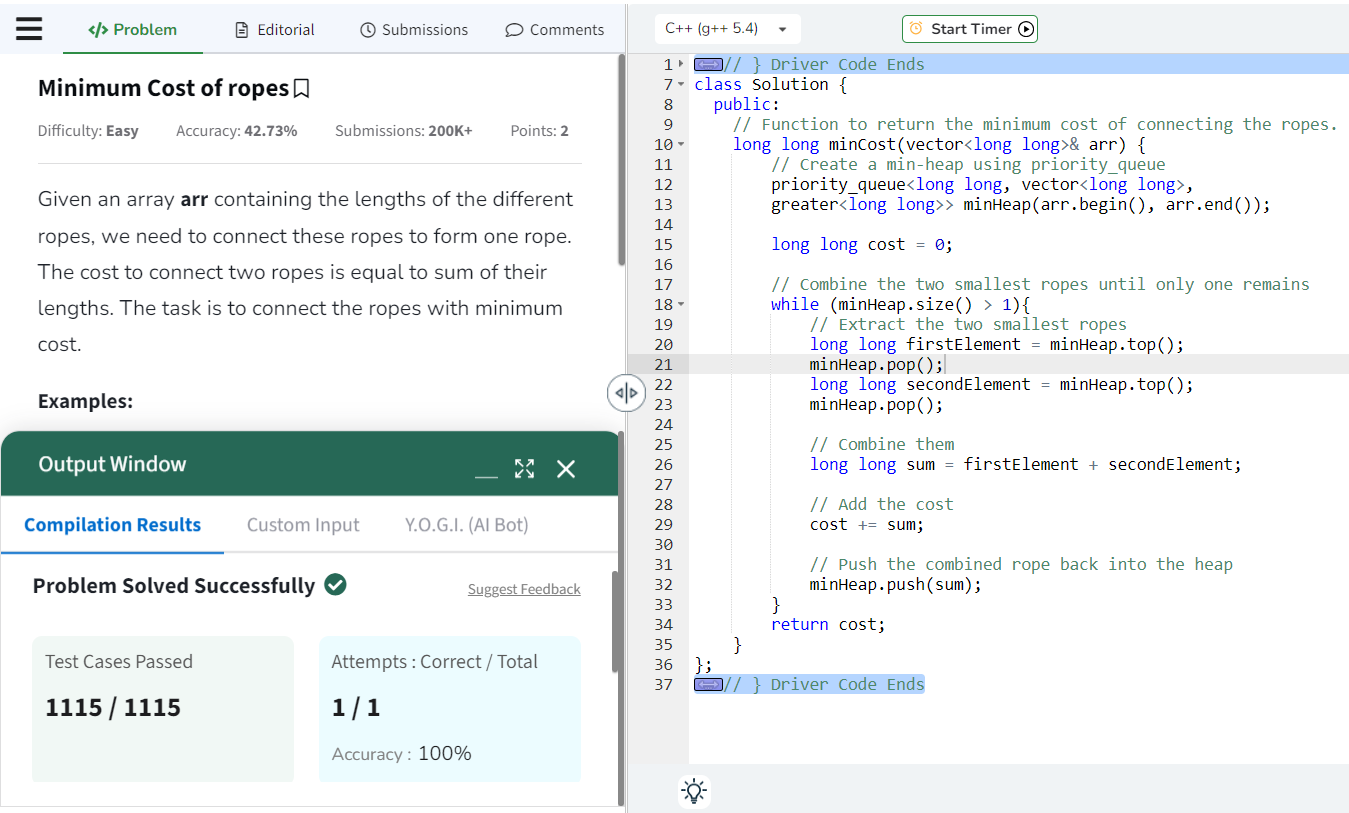 </> Problem
Editorial
Submissions
Comments
Minimum Cost of ropes
Difficulty: Easy Accuracy: 42.73% Submissions: 200K+ Points: 2
Given an array arr containing the lengths of the different
ropes, we need to connect these ropes to form one rope.
The cost to connect two ropes is equal to sum of their
lengths. The task is to connect the ropes with minimum
cost.
Examples:
Output Window
Compilation Results
Custom Input
Y.O.G.I. (AI Bot)
Problem Solved Successfully
Suggest Feedback
Test Cases Passed
1115 / 1115
Attempts : Correct / Total
1 / 1
Accuracy : 100%
C++ (g++ 5.4)
Start Timer
1 // } Driver Code Ends
7 class Solution {
8 public:
9 // Function to return the minimum cost of connecting the ropes.
10 long long minCost(vector<long long>& arr) {
11 // Create a min-heap using priority_queue
12 priority_queue<long long, vector<long long>,
13 greater<long long>> minHeap(arr.begin(), arr.end());
14
15 long long cost = 0;
16
17 // Combine the two smallest ropes until only one remains
18 while (minHeap.size() > 1){
19 // Extract the two smallest ropes
20 long long firstElement = minHeap.top();
21 minHeap.pop();
22 long long secondElement = minHeap.top();
23 minHeap.pop();
24
25 // Combine them
26 long long sum = firstElement + secondElement;
27
28 // Add the cost
29 cost += sum;
30
31 // Push the combined rope back into the heap
32 minHeap.push(sum);
33 }
34 return cost;
35 }
36 };
37 // } Driver Code Ends